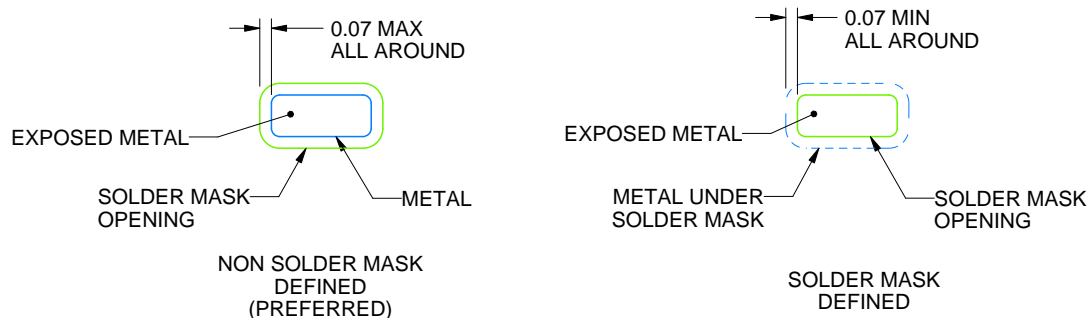 0.07 MAX
ALL AROUND
EXPOSED METAL
SOLDER MASK
OPENING
METAL
NON SOLDER MASK
DEFINED
(PREFERRED)
0.07 MIN
ALL AROUND
EXPOSED METAL
METAL UNDER
SOLDER MASK
SOLDER MASK
OPENING
SOLDER MASK
DEFINED